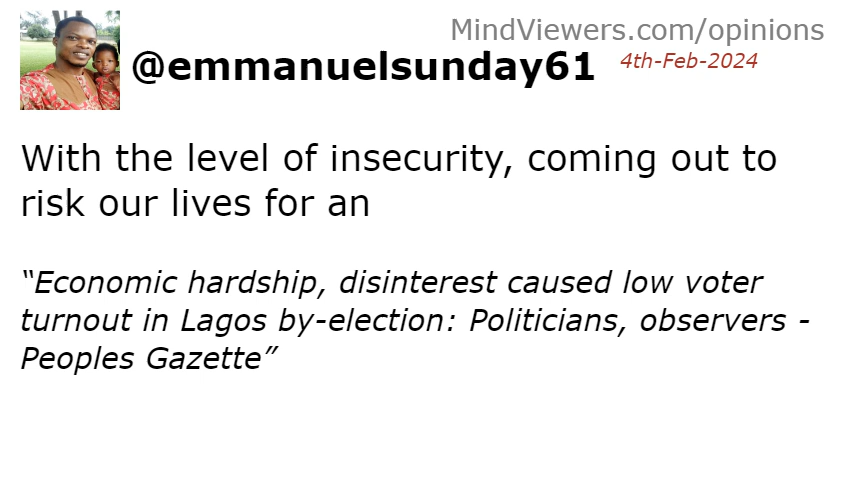 MindViewers.com/opinions
@emmanuelsunday61 4th-Feb-2024
With the level of insecurity, coming out to
risk our lives for an
“Economic hardship, disinterest caused low voter
turnout in Lagos by-election: Politicians, observers -
Peoples Gazette”